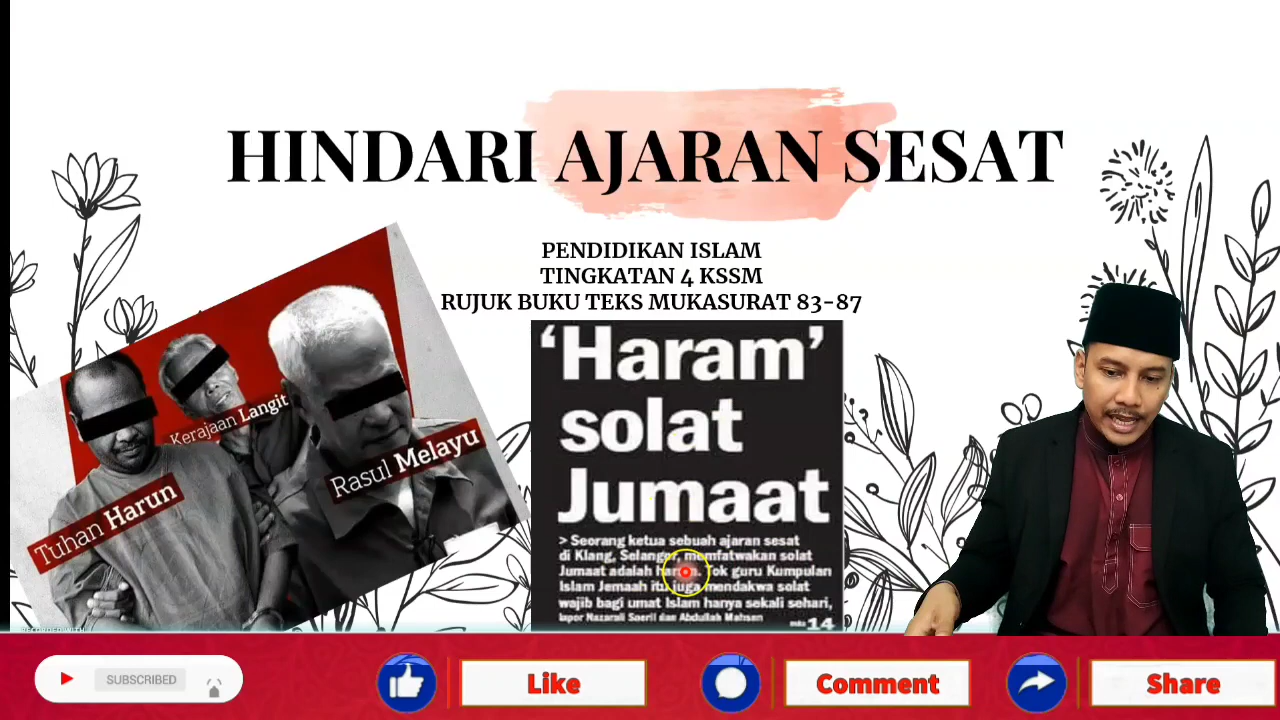 HINDARI AJARAN SESAT
PENDIDIKAN ISLAM
TINGKATAN 4 KSSM
RUJUK BUKU TEKS MUKASURAT 83-87
Tuhan Harun
Kerajaan Langit
Rasul Melayu
'Haram'
solat
Jumaat
> Seorang ketua sebuah ajaran sesat
di Klang, Selangor, memfatwakan solat
Jumaat adalah haram. Tok guru Kumpulan
Islam Jemaah itu juga mendakwa solat
wajib bagi umat Islam hanya sekali sehari,
lapor Nazarali Saeril dan Abdullah Mahsen
muka 14
RECORDED WITH
SUBSCRIBED
Like
Comment
Share